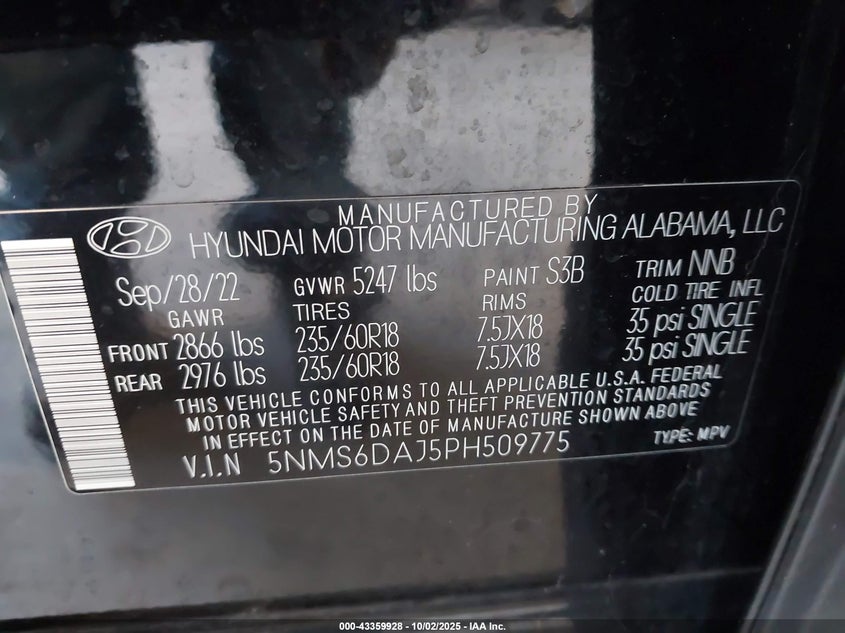 MANUFACTURED BY
HYUNDAI MOTOR MANUFACTURING ALABAMA, LLC
Sep/28/22 GVWR 5247 lbs PAINT S3B TRIM NNB
GAWR TIRES RIMS COLD TIRE INFL
FRONT 2866 lbs 235/60R18 7.5JX18 35 psi SINGLE
REAR 2976 lbs 235/60R18 7.5JX18 35 psi SINGLE
THIS VEHICLE CONFORMS TO ALL APPLICABLE U.S.A. FEDERAL
MOTOR VEHICLE SAFETY AND THEFT PREVENTION STANDARDS
IN EFFECT ON THE DATE OF MANUFACTURE SHOWN ABOVE
V.I.N 5NMS6DAJ5PH509775 TYPE: MPV
000-43359928 - 10/02/2025 - IAA Inc.